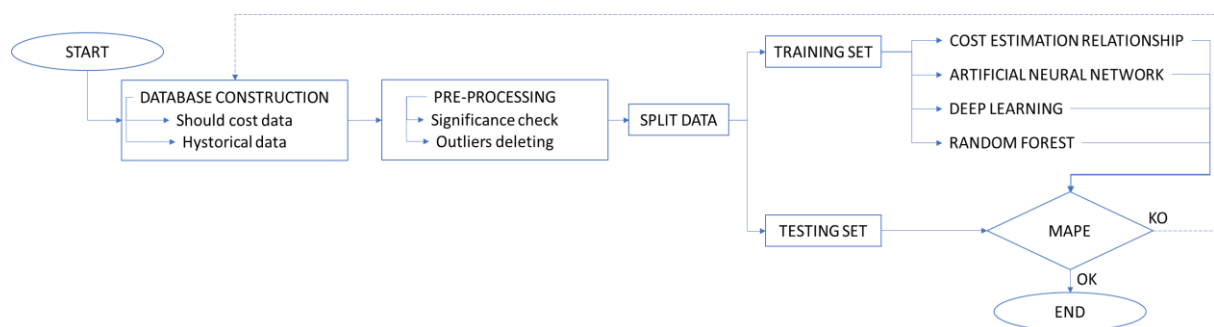 START
DATABASE CONSTRUCTION
Should cost data
Hystorical data
PRE-PROCESSING
Significance check
Outliers deleting
SPLIT DATA
TRAINING SET
COST ESTIMATION RELATIONSHIP
ARTIFICIAL NEURAL NETWORK
DEEP LEARNING
RANDOM FOREST
TESTING SET
MAPE
KO
OK
END